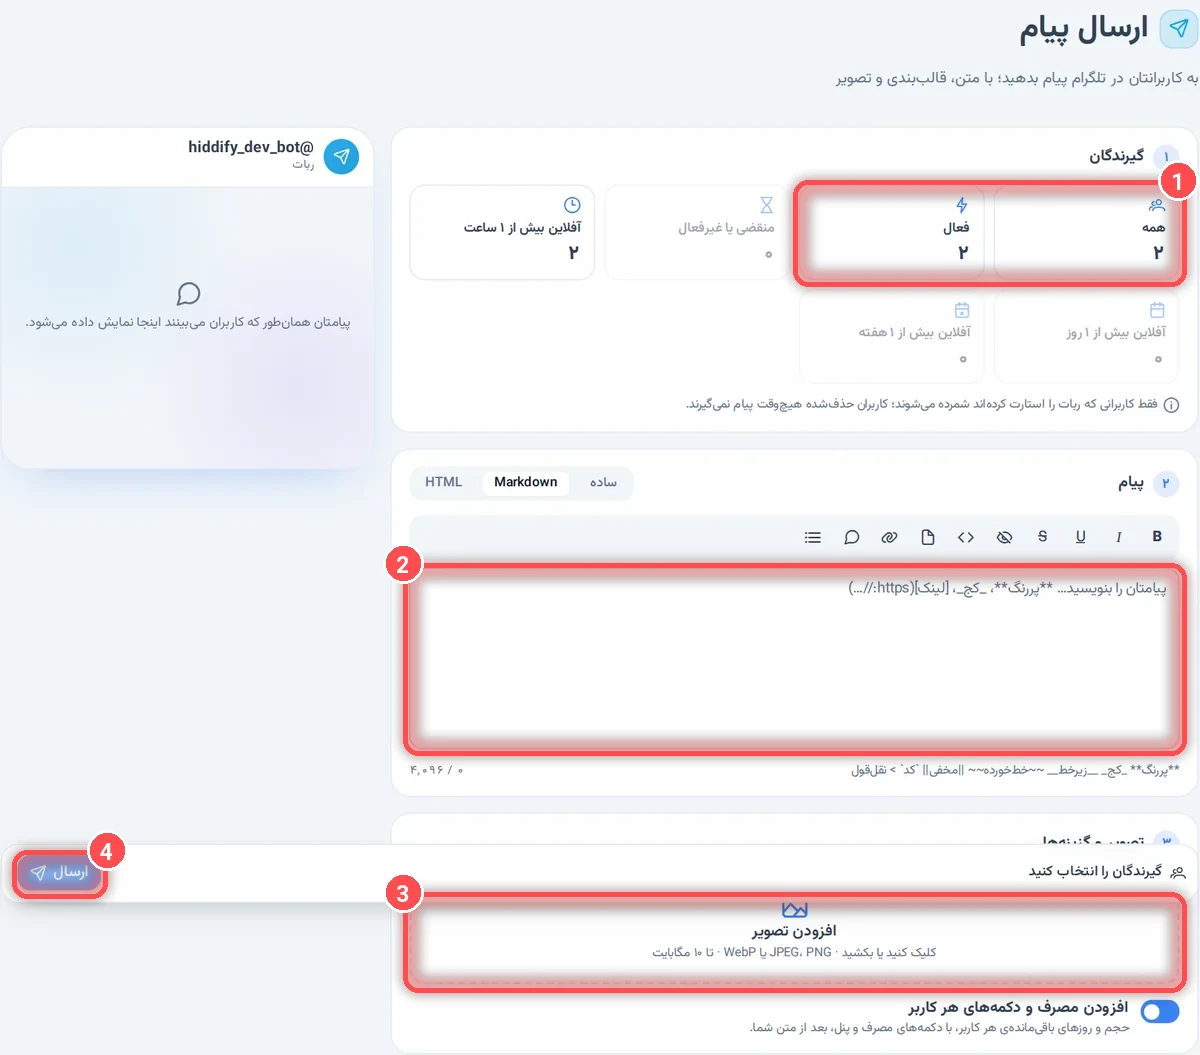 ارسال پیام
به کاربرانتان در تلگرام پیام بدهید؛ با متن، قالب‌بندی و تصویر
۱ گیرندگان
1
همه
۲
فعال
۲
منقضی یا غیرفعال
۰
آفلاین بیش از ۱ ساعت
۲
آفلاین بیش از ۱ روز
۰
آفلاین بیش از ۱ هفته
۰
فقط کاربرانی که ربات را استارت کرده‌اند شمرده می‌شوند؛ کاربران حذف‌شده هیچ‌وقت پیام نمی‌گیرند.
@hiddify_dev_bot
ربات
پیامتان همان‌طور که کاربران می‌بینند اینجا نمایش داده می‌شود.
۲ پیام
ساده Markdown HTML
B I U S
2
پیامتان را بنویسید... **پررنگ**، _کج_، [لینک](https://...)
**پررنگ** _کج_ __زیرخط__ ~~خط‌خورده~~ ||مخفی|| `کد` > نقل‌قول
۰ / ۴,۰۹۶
۳ تصویر و گزینه‌ها
گیرندگان را انتخاب کنید
4
ارسال
3
افزودن تصویر
کلیک کنید یا بکشید · JPEG، PNG یا WebP · تا ۱۰ مگابایت
افزودن مصرف و دکمه‌های هر کاربر
حجم و روزهای باقی‌مانده‌ی هر کاربر، با دکمه‌های مصرف و پنل، بعد از متن شما.